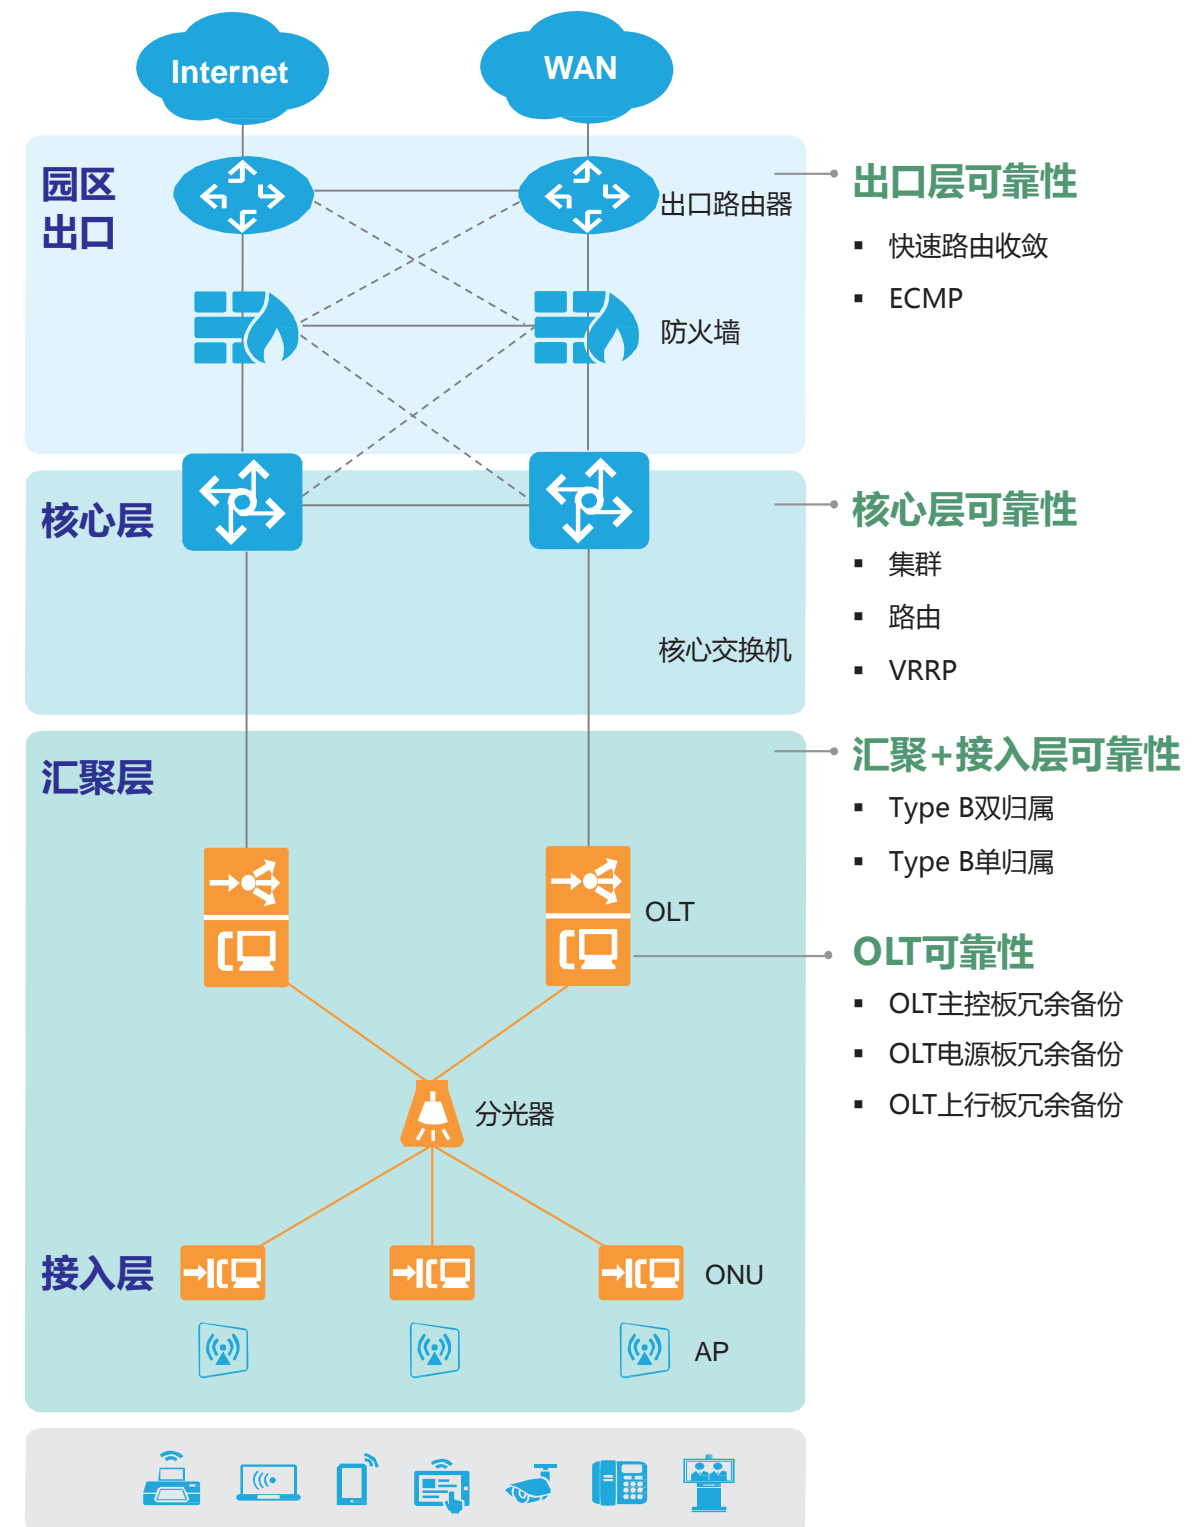 Internet
WAN
园区
出口
出口路由器
防火墙
出口层可靠性
▪ 快速路由收敛
▪ ECMP
核心层
核心交换机
核心层可靠性
▪ 集群
▪ 路由
▪ VRRP
汇聚层
OLT
分光器
汇聚+接入层可靠性
▪ Type B双归属
▪ Type B单归属
OLT可靠性
▪ OLT主控板冗余备份
▪ OLT电源板冗余备份
▪ OLT上行板冗余备份
接入层
ONU
AP